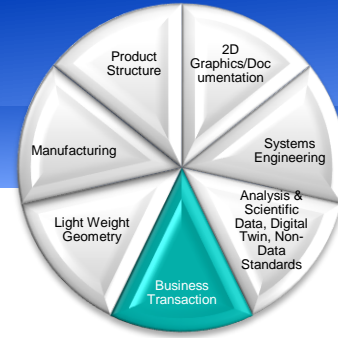 Product
Structure
2D
Graphics/Doc
umentation
Manufacturing
Systems
Engineering
Light Weight
Geometry
Analysis &
Scientific
Data, Digital
Twin, Non-
Data
Standards
Business
Transaction